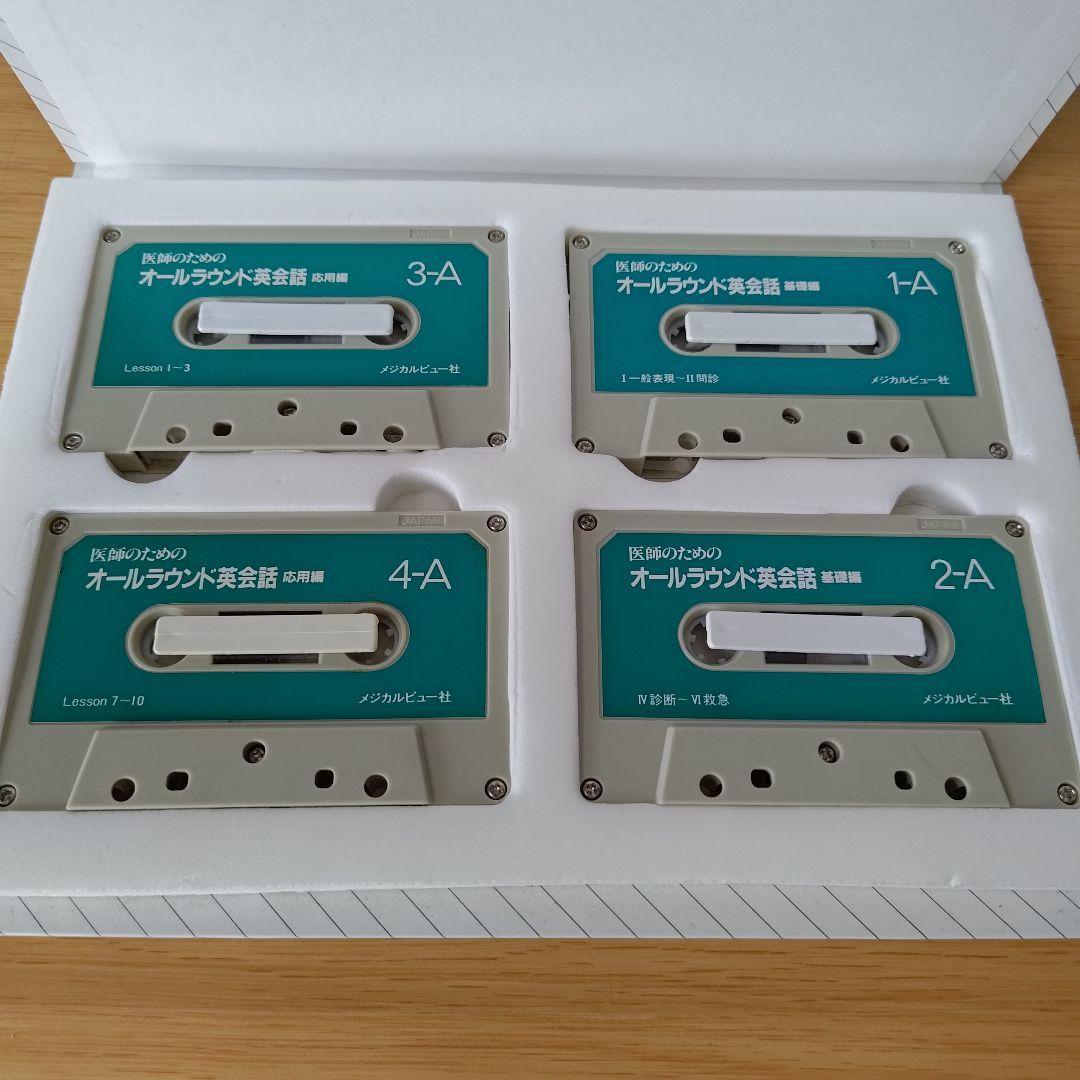 JAPAN
医師のための
オールラウンド英会話 応用編 3-A
Lesson 1〜3 メジカルビュー社
JAPAN
医師のための
オールラウンド英会話 基礎編 1-A
I 一般表現〜II 問診 メジカルビュー社
JAPAN
医師のための
オールラウンド英会話 応用編 4-A
Lesson 7〜10 メジカルビュー社
JAPAN
医師のための
オールラウンド英会話 基礎編 2-A
IV 診断〜VI 救急 メジカルビュー社